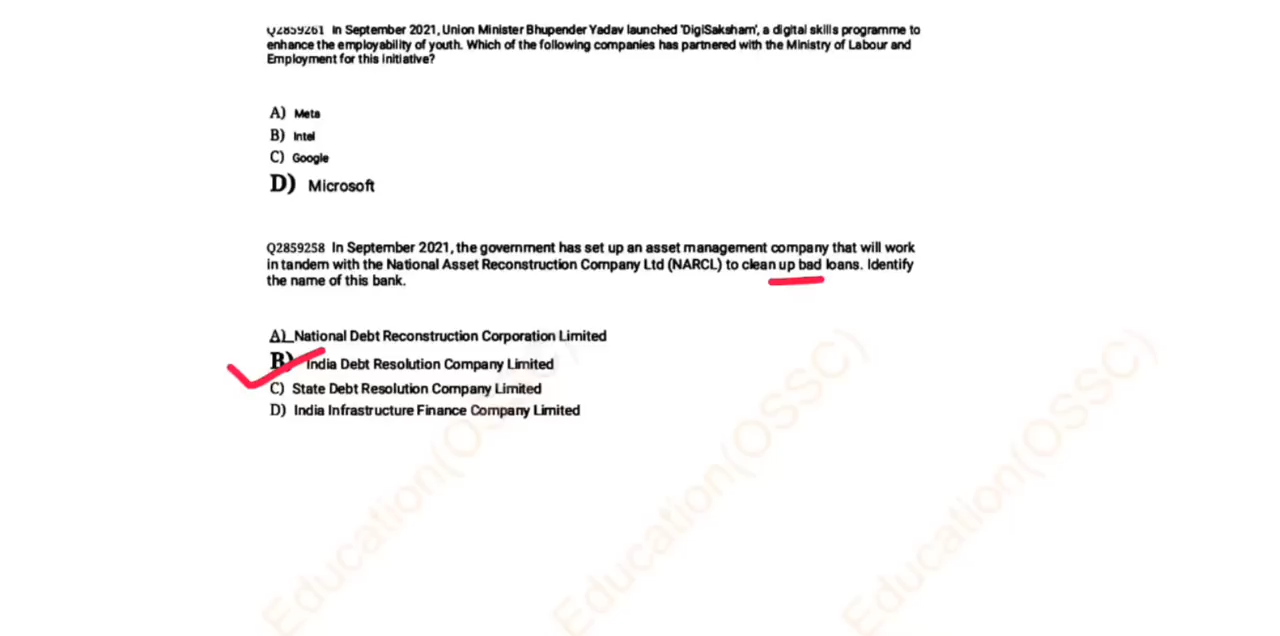 Q2859261 In September 2021, Union Minister Bhupender Yadav launched 'DigiSaksham', a digital skills programme to
enhance the employability of youth. Which of the following companies has partnered with the Ministry of Labour and
Employment for this initiative?
A) Meta
B) Intel
C) Google
D) Microsoft
Q2859258 In September 2021, the government has set up an asset management company that will work
in tandem with the National Asset Reconstruction Company Ltd (NARCL) to clean up bad loans. Identify
the name of this bank.
A) National Debt Reconstruction Corporation Limited
B) India Debt Resolution Company Limited
C) State Debt Resolution Company Limited
D) India Infrastructure Finance Company Limited
Education(OSSC)
Education(OSSC)
Education(OSSC)